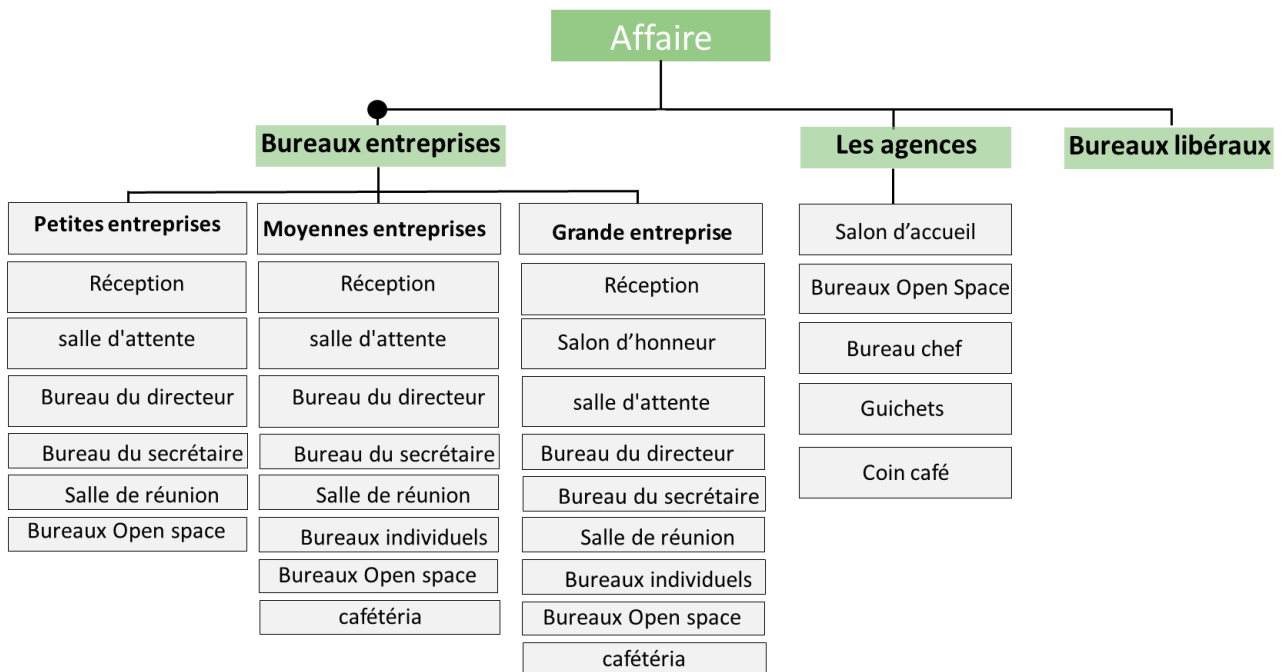 Affaire
Bureaux entreprises
Les agences
Bureaux libéraux
Petites entreprises
Réception
salle d'attente
Bureau du directeur
Bureau du secrétaire
Salle de réunion
Bureaux Open space
Moyennes entreprises
Réception
salle d'attente
Bureau du directeur
Bureau du secrétaire
Salle de réunion
Bureaux individuels
Bureaux Open space
cafétéria
Grande entreprise
Réception
Salon d’honneur
salle d'attente
Bureau du directeur
Bureau du secrétaire
Salle de réunion
Bureaux individuels
Bureaux Open space
cafétéria
Salon d’accueil
Bureaux Open Space
Bureau chef
Guichets
Coin café